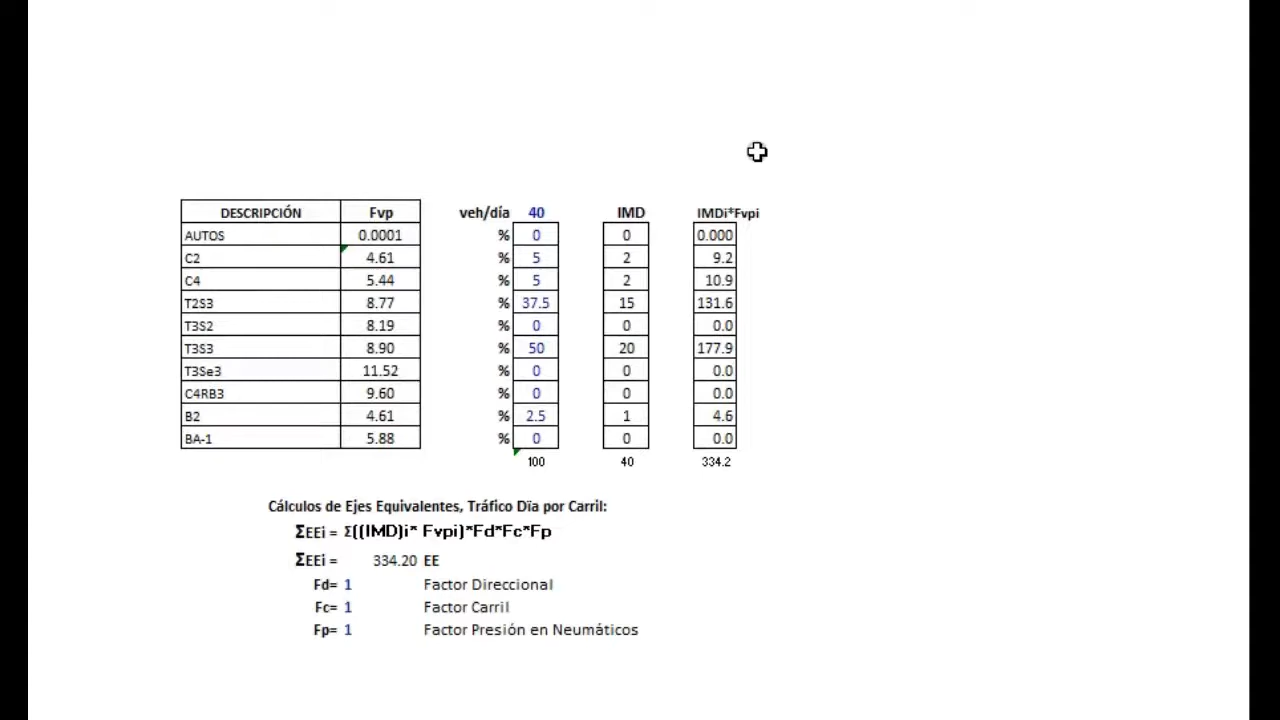 DESCRIPCIÓN Fvp veh/día 40 IMD IMDi*Fvpi
AUTOS 0.0001 % 0 0 0.000
C2 4.61 % 5 2 9.2
C4 5.44 % 5 2 10.9
T2S3 8.77 % 37.5 15 131.6
T3S2 8.19 % 0 0 0.0
T3S3 8.90 % 50 20 177.9
T3Se3 11.52 % 0 0 0.0
C4RB3 9.60 % 0 0 0.0
B2 4.61 % 2.5 1 4.6
BA-1 5.88 % 0 0 0.0
100 40 334.2
Cálculos de Ejes Equivalentes, Tráfico Dïa por Carril:
ΣEEi = Σ((IMD)i* Fvpi)*Fd*Fc*Fp
ΣEEi = 334.20 EE
Fd= 1 Factor Direccional
Fc= 1 Factor Carril
Fp= 1 Factor Presión en Neumáticos